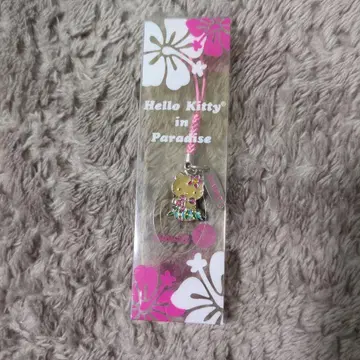 Hello Kitty®
in
Paradise